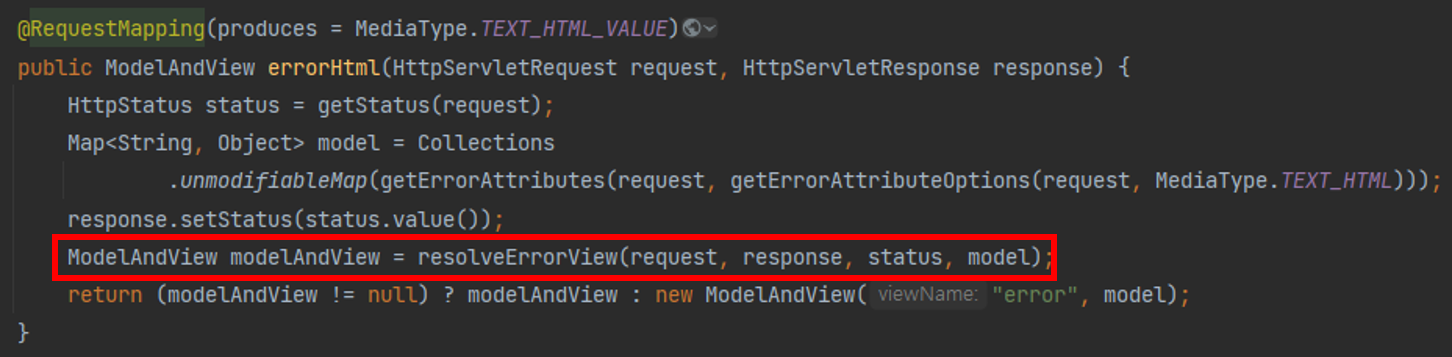 @RequestMapping(produces = MediaType.TEXT_HTML_VALUE)
public ModelAndView errorHtml(HttpServletRequest request, HttpServletResponse response) {
    HttpStatus status = getStatus(request);
    Map<String, Object> model = Collections
            .unmodifiableMap(getErrorAttributes(request, getErrorAttributeOptions(request, MediaType.TEXT_HTML)));
    response.setStatus(status.value());
    ModelAndView modelAndView = resolveErrorView(request, response, status, model);
    return (modelAndView != null) ? modelAndView : new ModelAndView( viewName: "error", model);
}